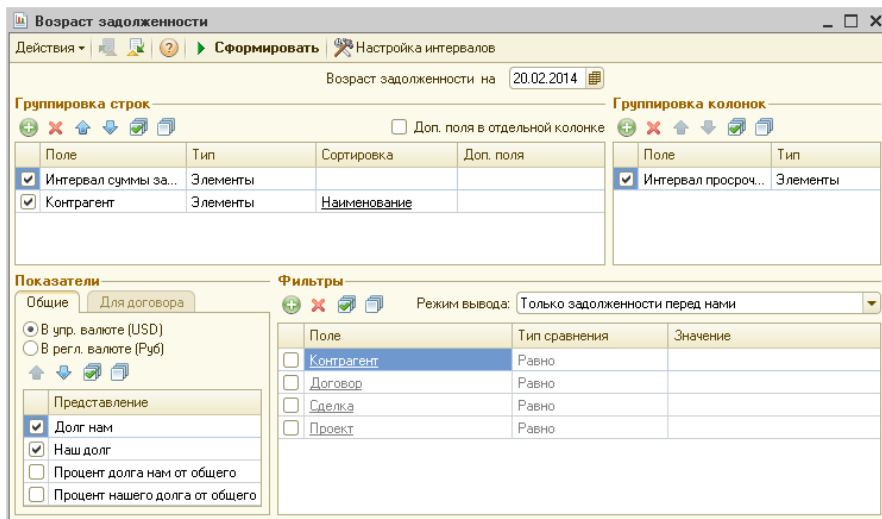 Возраст задолженности
Действия Сформировать Настройка интервалов
Возраст задолженности на 20.02.2014
Группировка строк
Доп. поля в отдельной колонке
Поле Тип Сортировка Доп. поля
Интервал суммы за... Элементы
Контрагент Элементы Наименование
Группировка колонок
Поле Тип
Интервал просроч... Элементы
Показатели
Общие Для договора
В упр. валюте (USD)
В регл. валюте (Руб)
Представление
Долг нам
Наш долг
Процент долга нам от общего
Процент нашего долга от общего
Фильтры
Режим вывода: Только задолженности перед нами
Поле Тип сравнения Значение
Контрагент Равно
Договор Равно
Сделка Равно
Проект Равно